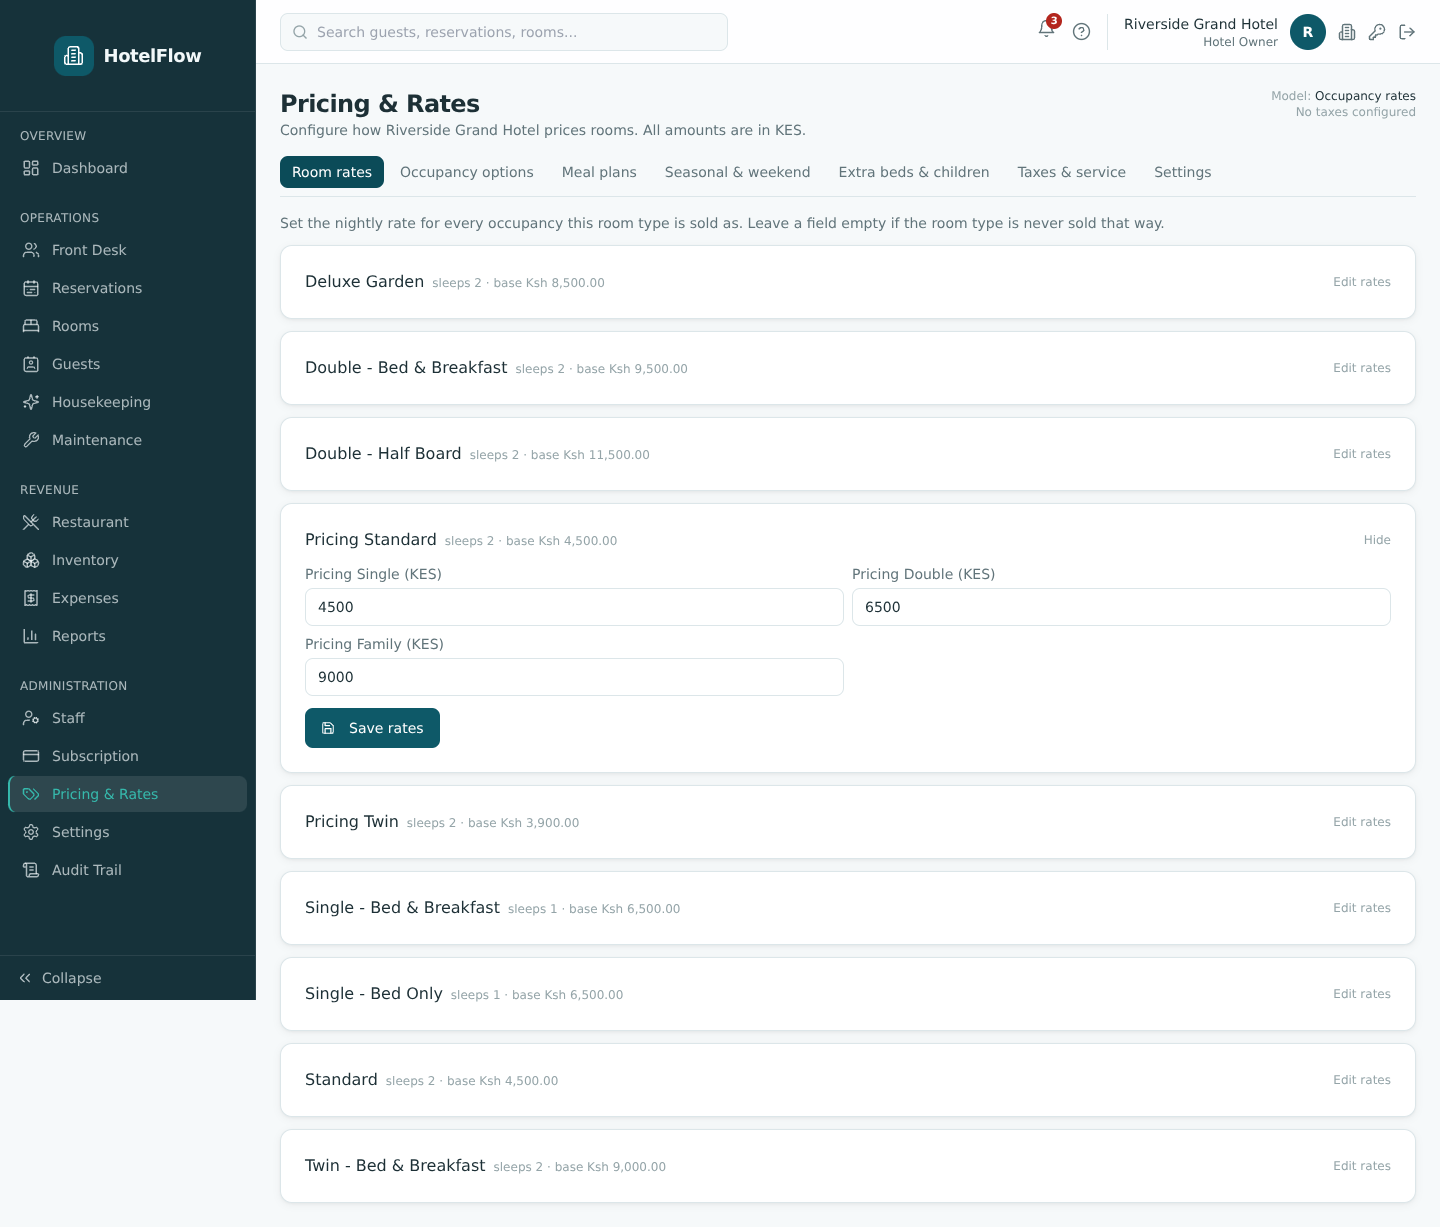 HotelFlow
Search guests, reservations, rooms...
3
Riverside Grand Hotel
Hotel Owner
R
OVERVIEW
Dashboard
OPERATIONS
Front Desk
Reservations
Rooms
Guests
Housekeeping
Maintenance
REVENUE
Restaurant
Inventory
Expenses
Reports
ADMINISTRATION
Staff
Subscription
Pricing & Rates
Settings
Audit Trail
Collapse
Pricing & Rates
Configure how Riverside Grand Hotel prices rooms. All amounts are in KES.
Model: Occupancy rates
No taxes configured
Room rates Occupancy options Meal plans Seasonal & weekend Extra beds & children Taxes & service Settings
Set the nightly rate for every occupancy this room type is sold as. Leave a field empty if the room type is never sold that way.
Deluxe Garden sleeps 2 · base Ksh 8,500.00 Edit rates
Double - Bed & Breakfast sleeps 2 · base Ksh 9,500.00 Edit rates
Double - Half Board sleeps 2 · base Ksh 11,500.00 Edit rates
Pricing Standard sleeps 2 · base Ksh 4,500.00 Hide
Pricing Single (KES) Pricing Double (KES)
4500 6500
Pricing Family (KES)
9000
Save rates
Pricing Twin sleeps 2 · base Ksh 3,900.00 Edit rates
Single - Bed & Breakfast sleeps 1 · base Ksh 6,500.00 Edit rates
Single - Bed Only sleeps 1 · base Ksh 6,500.00 Edit rates
Standard sleeps 2 · base Ksh 4,500.00 Edit rates
Twin - Bed & Breakfast sleeps 2 · base Ksh 9,000.00 Edit rates